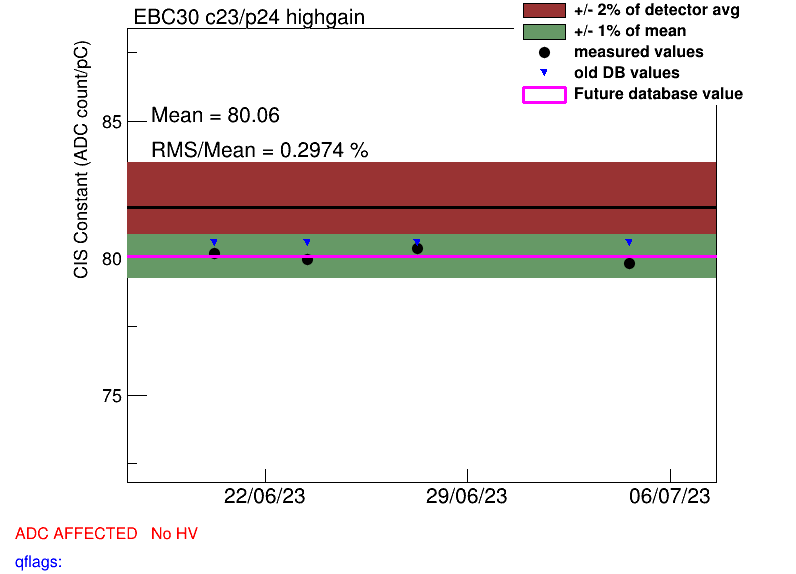 EBC30 c23/p24 highgain
+/- 2% of detector avg
+/- 1% of mean
measured values
old DB values
Future database value
CIS Constant (ADC count/pC)
Mean = 80.06
RMS/Mean = 0.2974 %
85
80
75
22/06/23
29/06/23
06/07/23
ADC AFFECTED No HV
qflags: